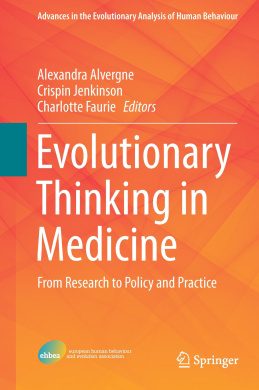 Advances in the Evolutionary Analysis of Human Behaviour
Alexandra Alvergne
Crispin Jenkinson
Charlotte Faurie Editors
Evolutionary
Thinking in
Medicine
From Research to Policy and Practice
ehbea
european human behaviour
and evolution association
Springer